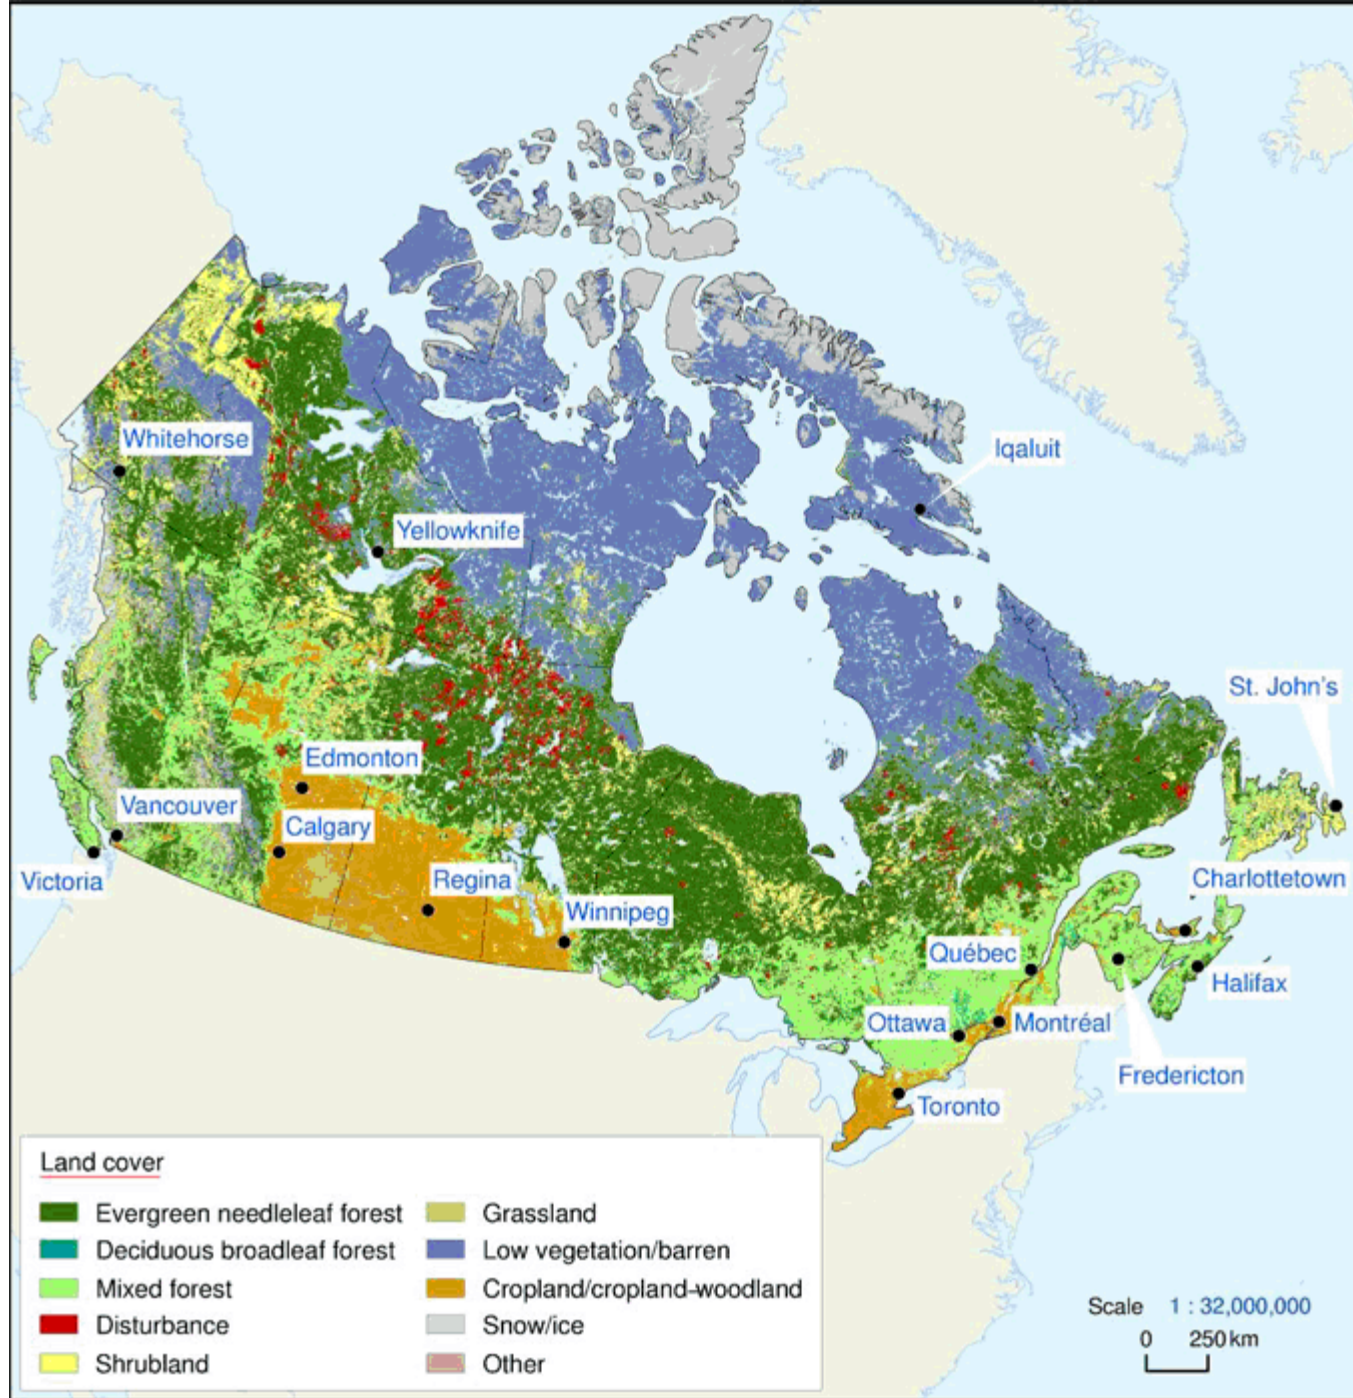 Whitehorse
Iqaluit
Yellowknife
St. John's
Edmonton
Vancouver
Calgary
Victoria
Regina
Charlottetown
Winnipeg
Québec
Halifax
Ottawa
Montréal
Fredericton
Toronto
Land cover
Evergreen needleleaf forest
Deciduous broadleaf forest
Mixed forest
Disturbance
Shrubland
Grassland
Low vegetation/barren
Cropland/cropland-woodland
Snow/ice
Other
Scale 1 : 32,000,000
0 250 km